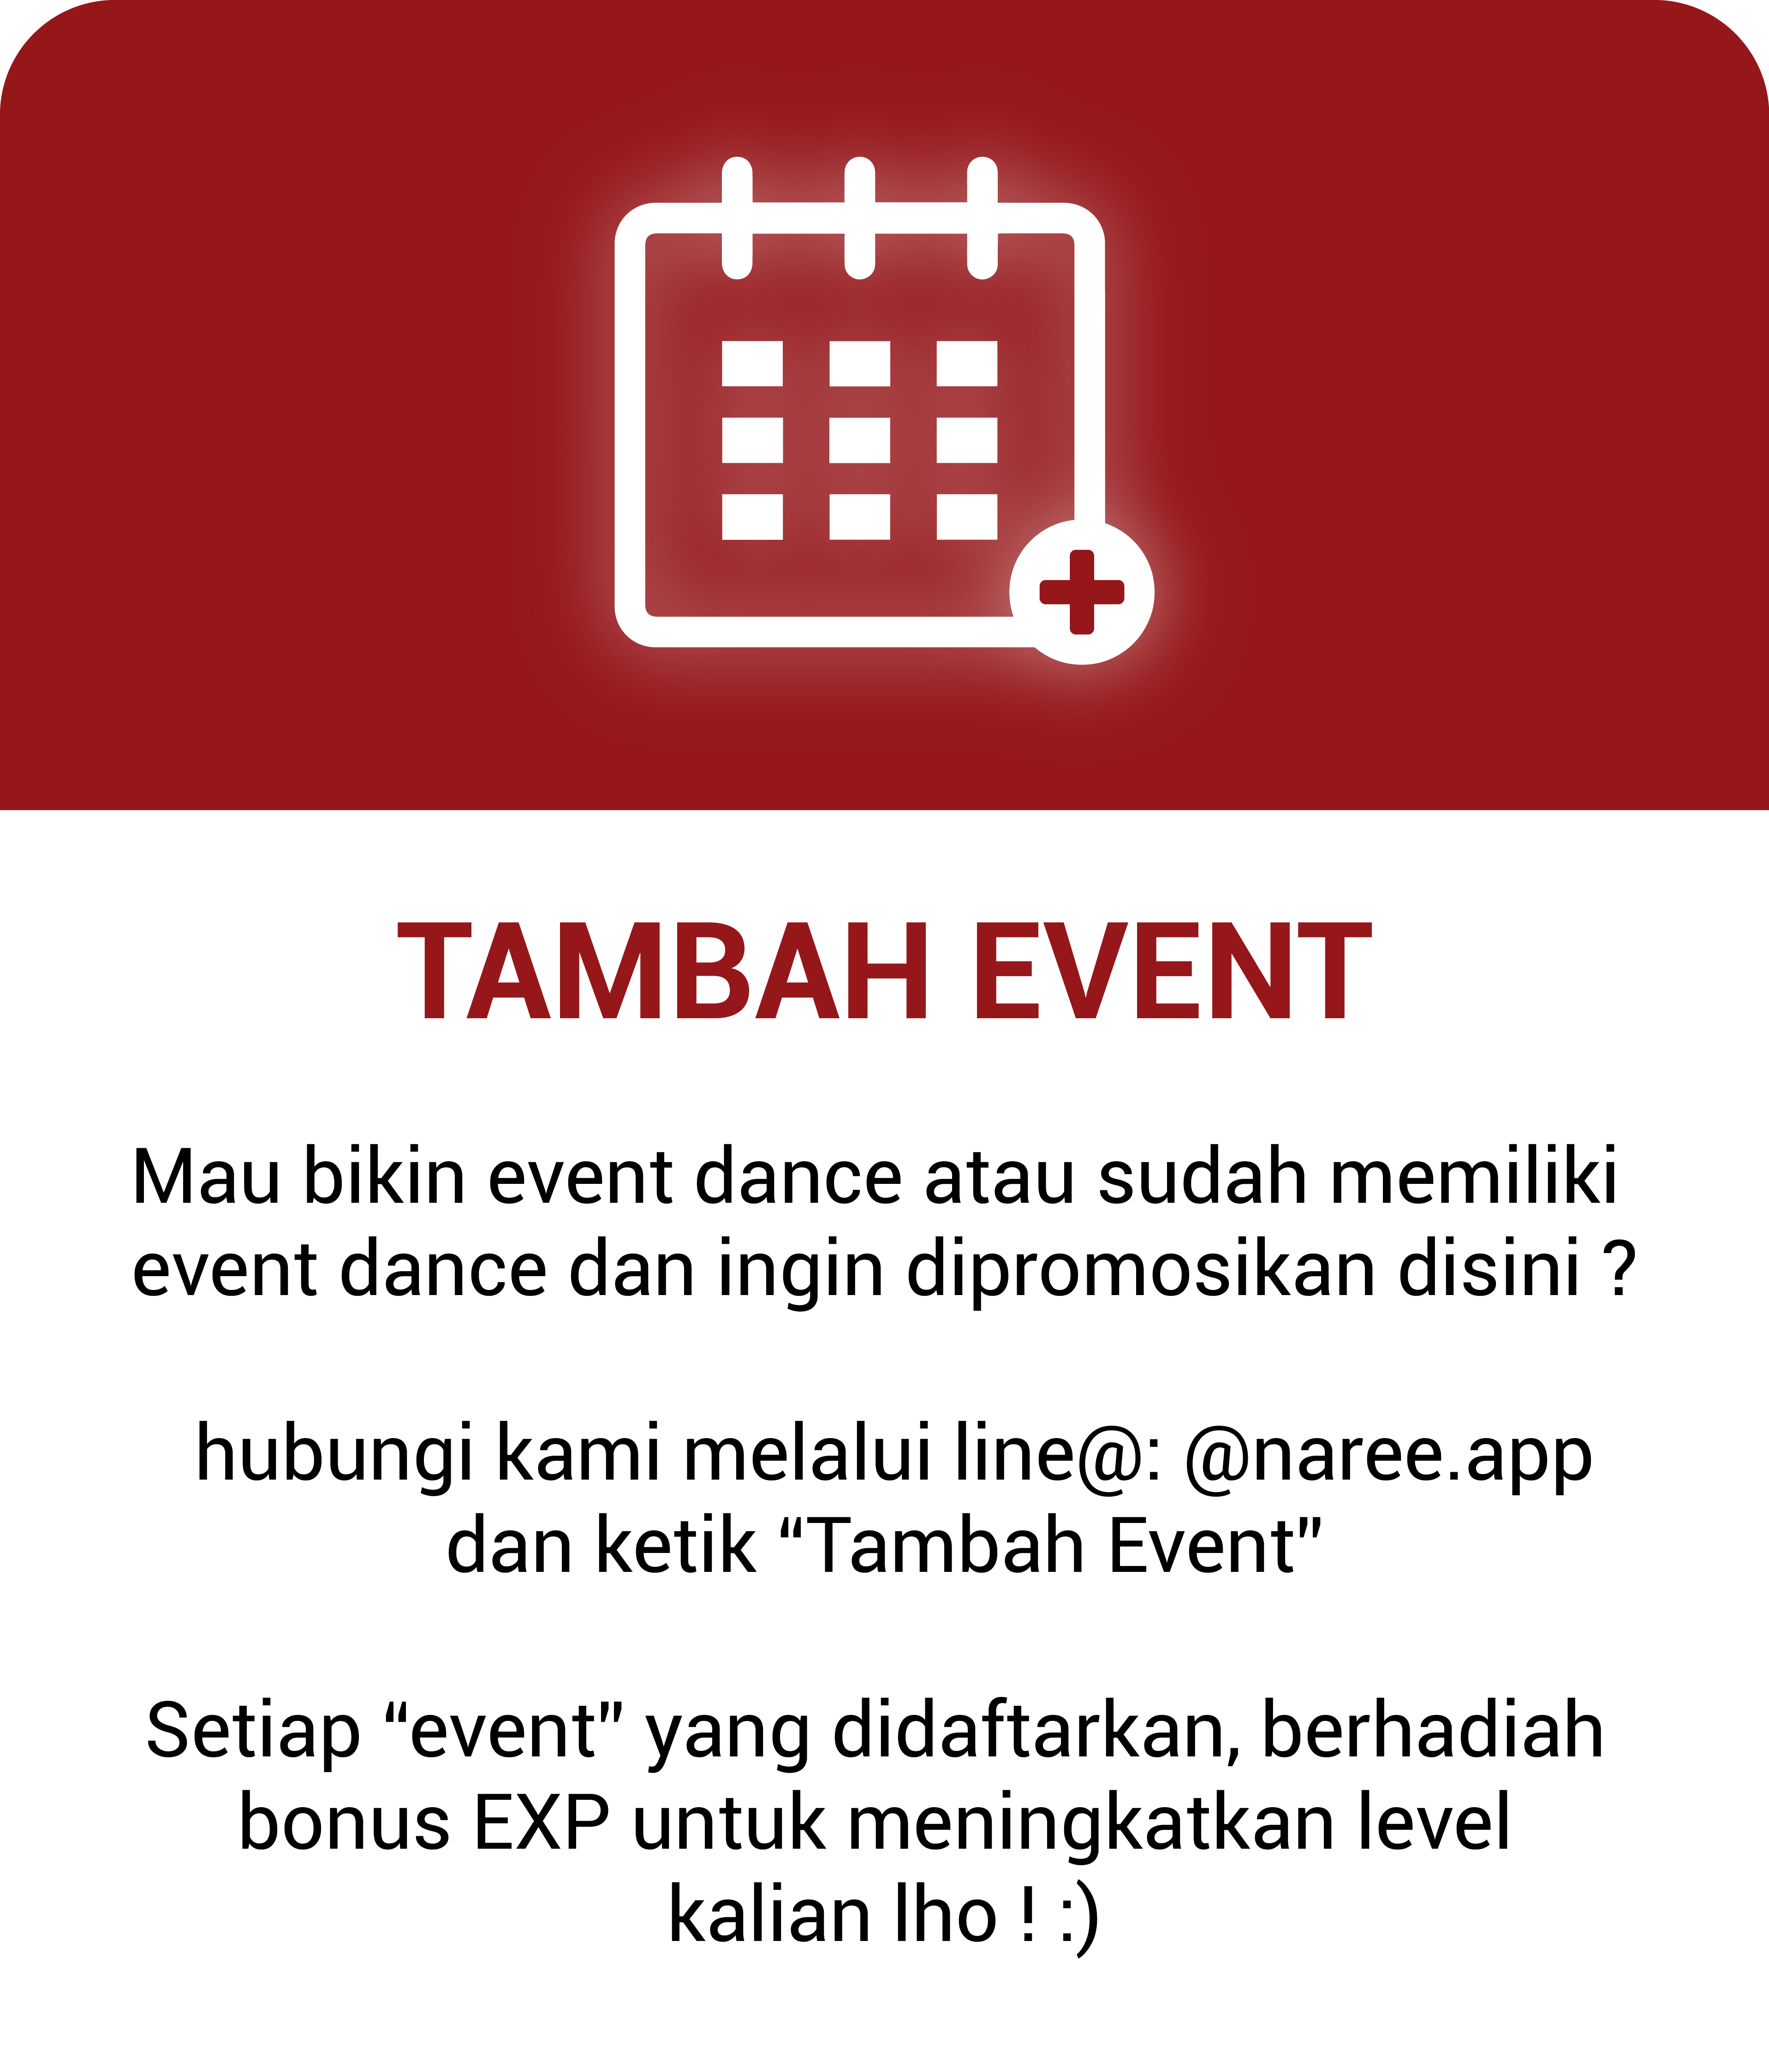 TAMBAH EVENT
Mau bikin event dance atau sudah memiliki
event dance dan ingin dipromosikan disini ?
hubungi kami melalui line@: @naree.app
dan ketik “Tambah Event”
Setiap “event” yang didaftarkan, berhadiah
bonus EXP untuk meningkatkan level
kalian lho ! :)